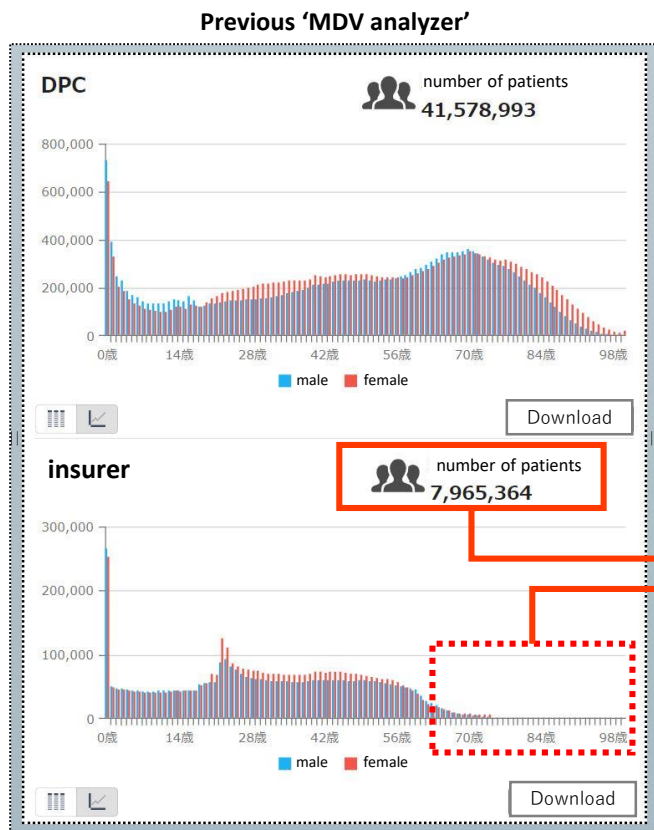 Previous ‘MDV analyzer’
DPC
number of patients
41,578,993
800,000
600,000
400,000
200,000
0
0歳 14歳 28歳 42歳 56歳 70歳 84歳 98歳
male female
Download
insurer
number of patients
7,965,364
300,000
200,000
100,000
0
0歳 14歳 28歳 42歳 56歳 70歳 84歳 98歳
male female
Download